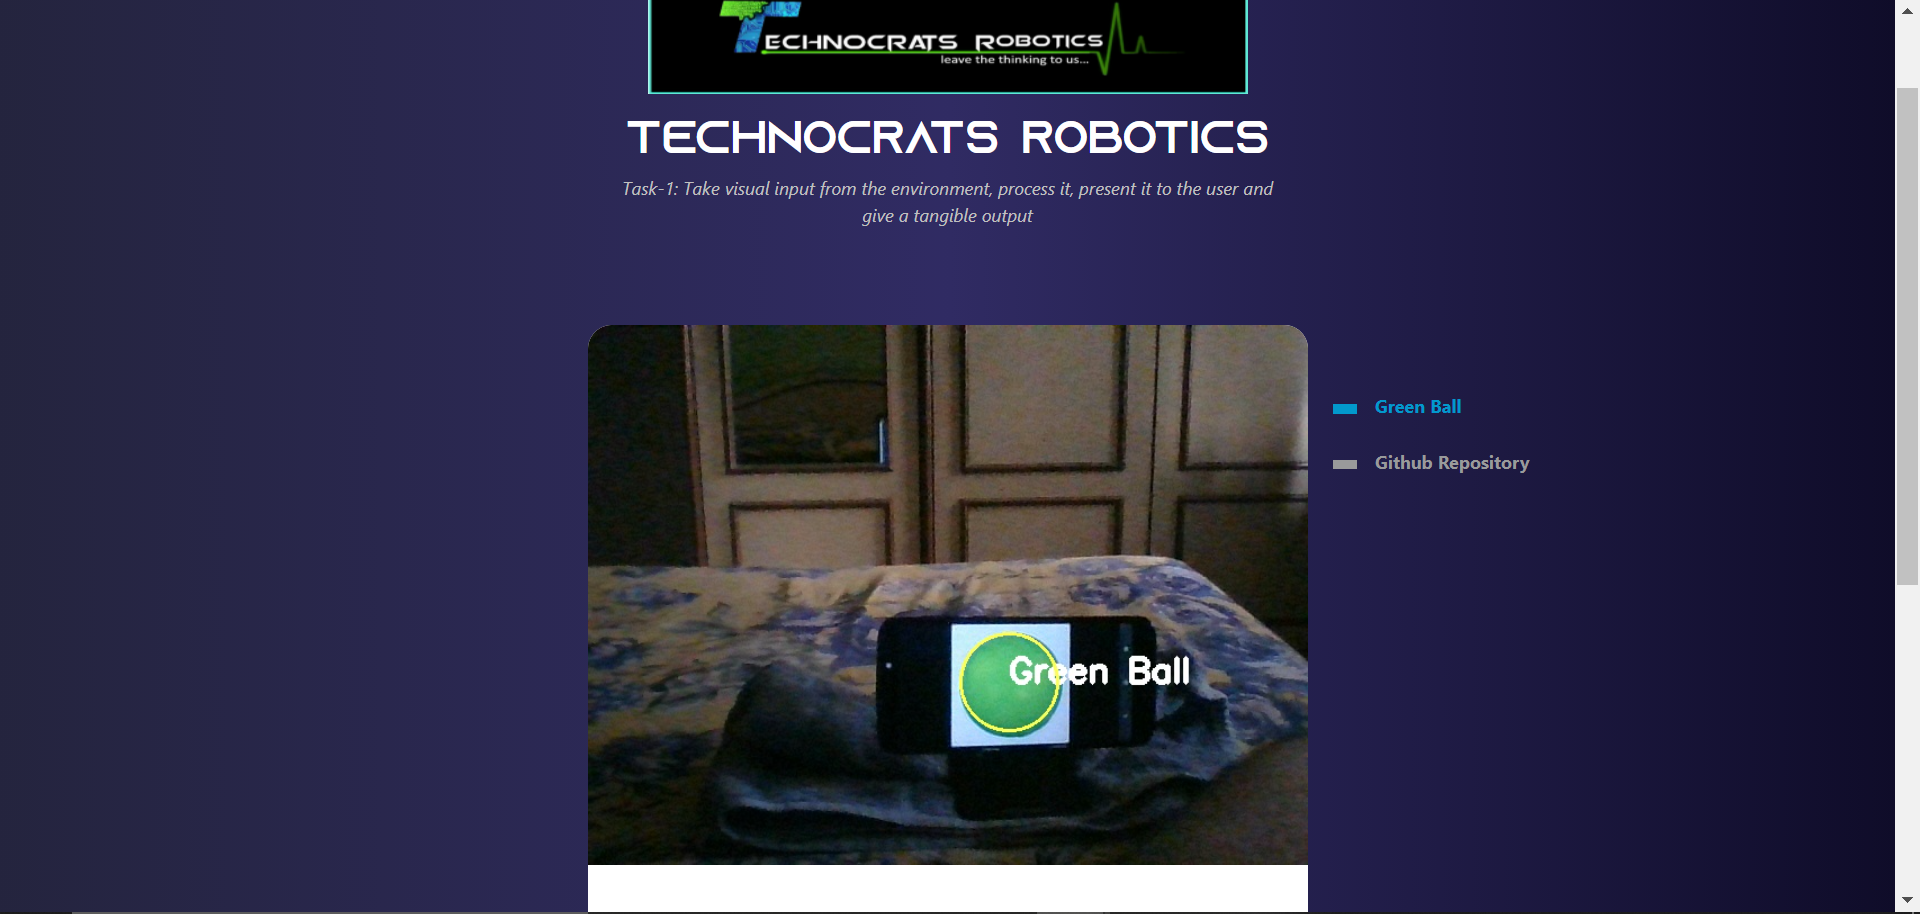 TECHNOCRATS ROBOTICS
leave the thinking to us...
TECHNOCRATS ROBOTICS
Task-1: Take visual input from the environment, process it, present it to the user and
give a tangible output
Green Ball
Github Repository
Green Ball